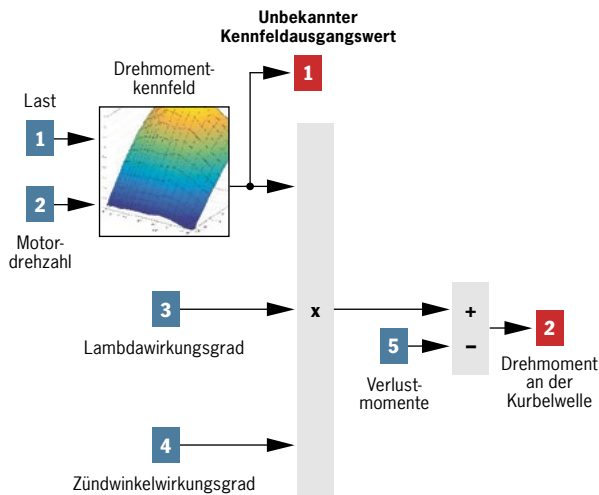 Unbekannter
Kennfeldausgangswert
Drehmoment-
kennfeld
1
Last
1
2
Motor-
drehzahl
3
x
Lambdawirkungsgrad
+
5
–
2
Verlust-
momente
Drehmoment
an der
Kurbelwelle
4
Zündwinkelwirkungsgrad